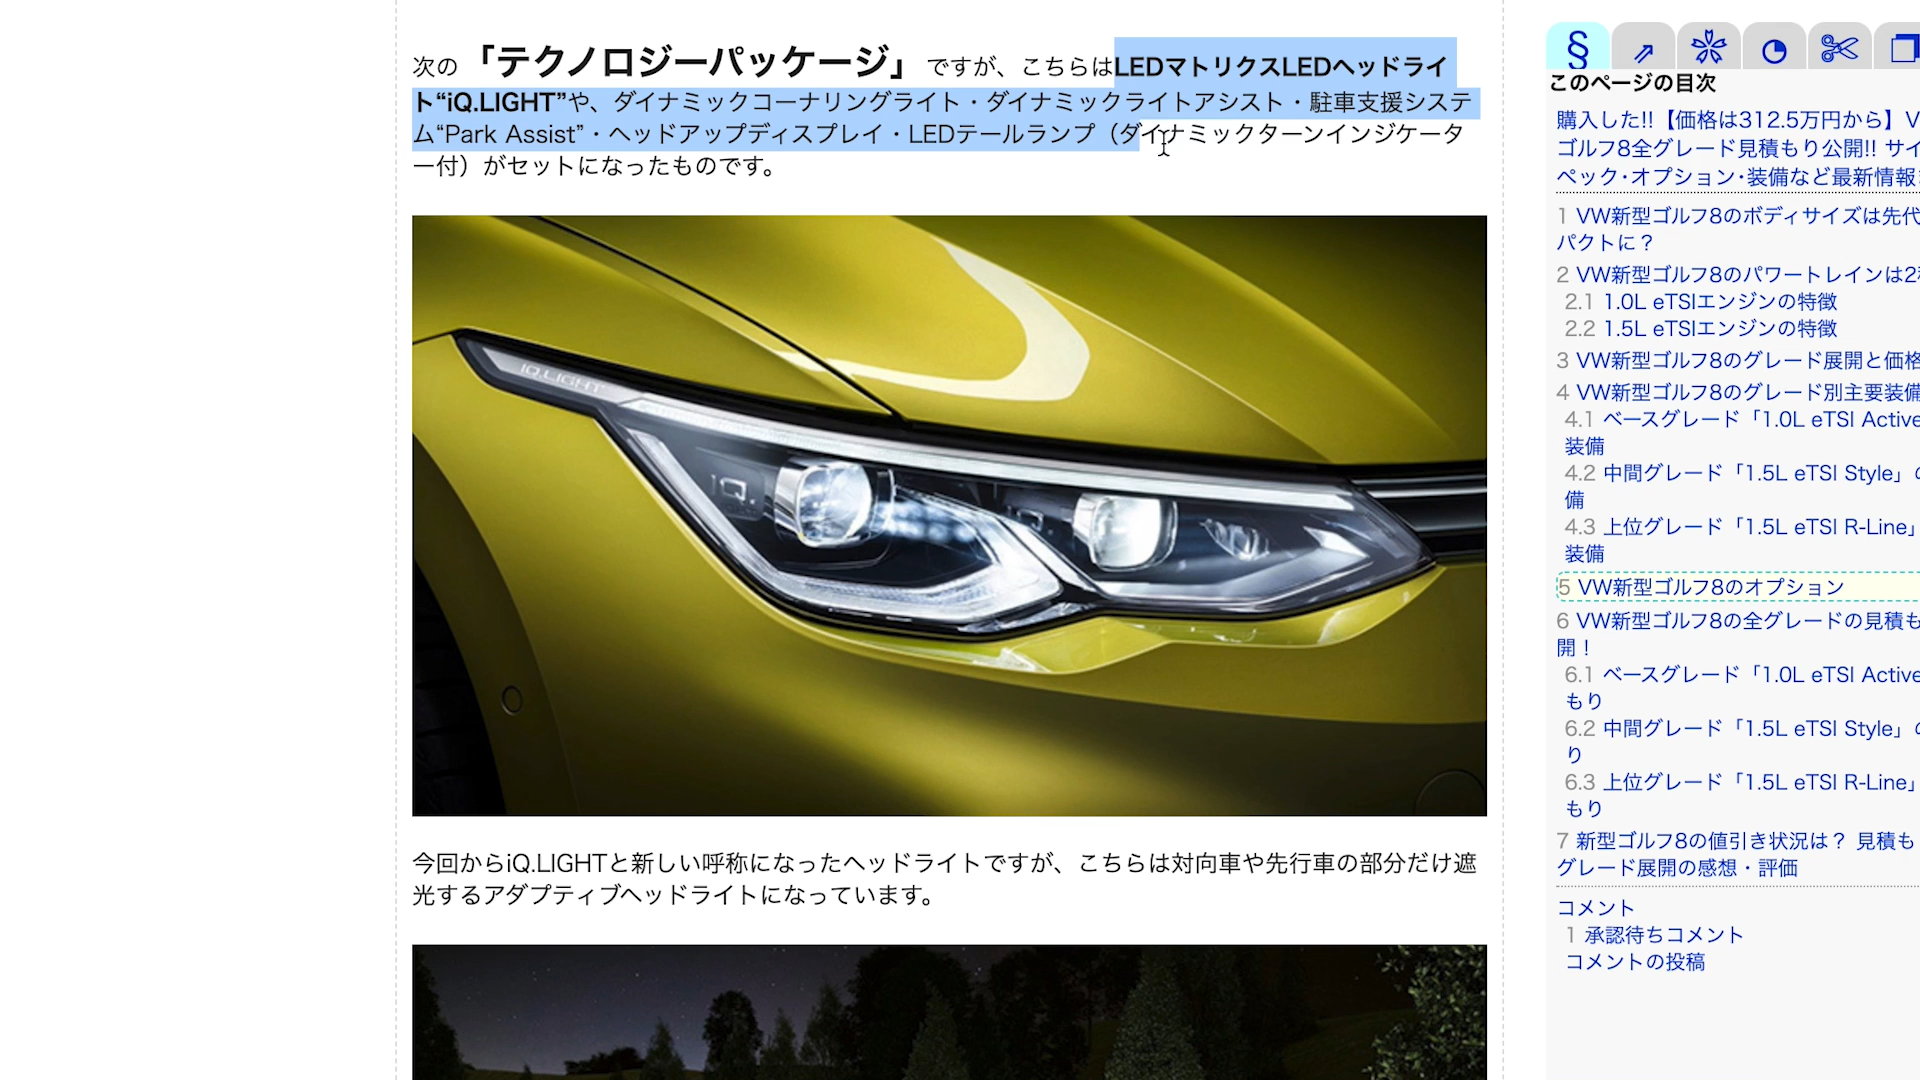 次の 「テクノロジーパッケージ」 ですが、こちらはLEDマトリクスLEDヘッドライ
ト“iQ.LIGHT”や、ダイナミックコーナリングライト・ダイナミックライトアシスト・駐車支援システ
ム“Park Assist”・ヘッドアップディスプレイ・LEDテールランプ（ダイナミックターンインジケータ
ー付）がセットになったものです。
IQ.LIGHT
IQ.
今回からiQ.LIGHTと新しい呼称になったヘッドライトですが、こちらは対向車や先行車の部分だけ遮
光するアダプティブヘッドライトになっています。
§
このページの目次
購入した!!【価格は312.5万円から】V
ゴルフ8全グレード見積もり公開!! サイ
ペック･オプション･装備など最新情報
1 VW新型ゴルフ8のボディサイズは先代
パクトに？
2 VW新型ゴルフ8のパワートレインは2
2.1 1.0L eTSIエンジンの特徴
2.2 1.5L eTSIエンジンの特徴
3 VW新型ゴルフ8のグレード展開と価格
4 VW新型ゴルフ8のグレード別主要装備
4.1 ベースグレード「1.0L eTSI Active
装備
4.2 中間グレード「1.5L eTSI Style」の
備
4.3 上位グレード「1.5L eTSI R-Line」
装備
5 VW新型ゴルフ8のオプション
6 VW新型ゴルフ8の全グレードの見積も
開！
6.1 ベースグレード「1.0L eTSI Active
もり
6.2 中間グレード「1.5L eTSI Style」の
り
6.3 上位グレード「1.5L eTSI R-Line」
もり
7 新型ゴルフ8の値引き状況は？ 見積も
グレード展開の感想・評価
コメント
1 承認待ちコメント
コメントの投稿